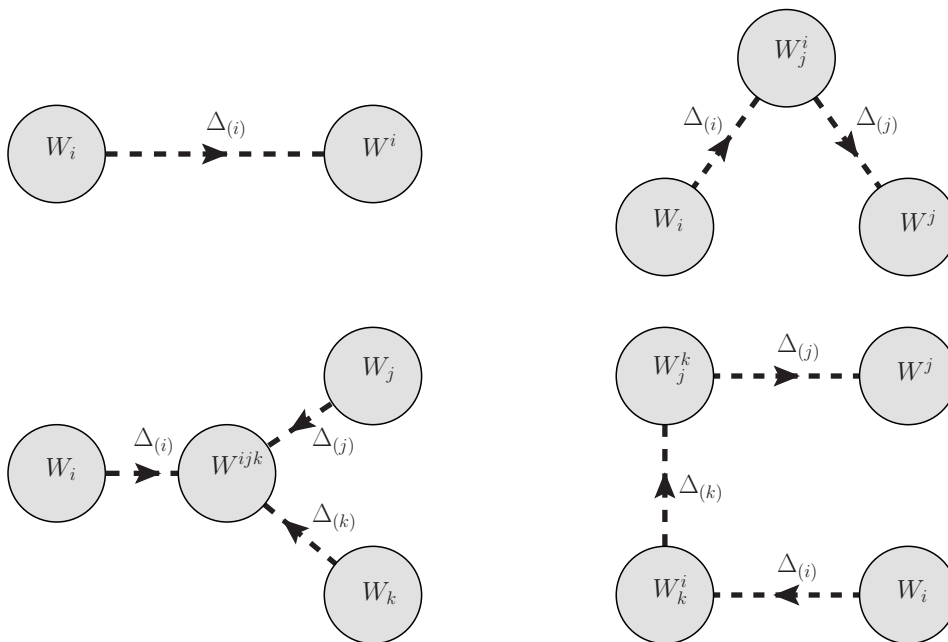 W_i Δ_(i) W^i
W^i_j
Δ_(i) Δ_(j)
W_i W^j
W_i Δ_(i) W^{ijk} Δ_(j) W_j
Δ_(k) W_k
W^k_j Δ_(j) W^j
Δ_(k)
W^i_k Δ_(i) W_i